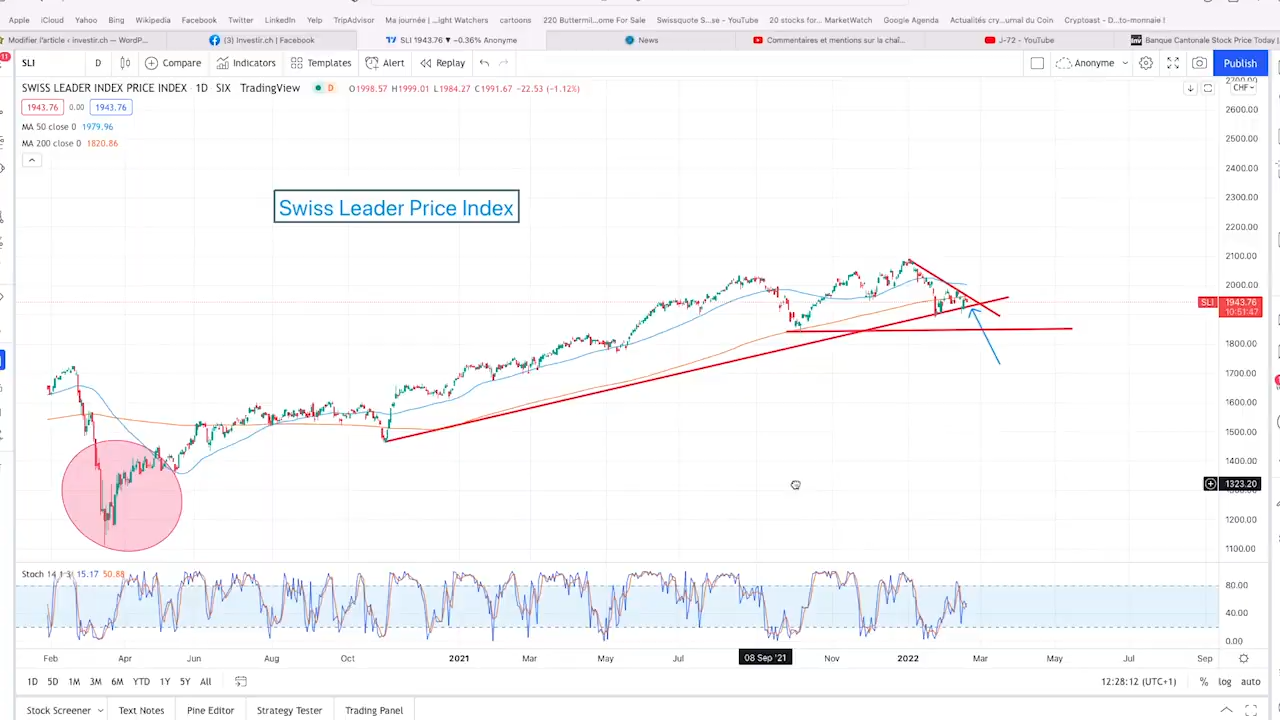 Apple iCloud Yahoo Bing Wikipedia Facebook Twitter LinkedIn Yelp TripAdvisor Ma journée | ...ight Watchers cartoons 220 Buttermil...ome For Sale Swissquote S...se - YouTube 20 stocks for... MarketWatch Google Agenda Actualités cry...urnal du Coin Cryptoast - D...to-monnaie !
Modifier l'article ‹ investir.ch — WordP... (3) Investir.ch | Facebook SLI 1943.76 ▼ −0.36% Anonyme News Commentaires et mentions sur la chaî... J-72 - YouTube Banque Cantonale Stock Price Today |
SLI D Compare Indicators Templates Alert Replay Anonyme Publish
SWISS LEADER INDEX PRICE INDEX · 1D · SIX TradingView D O1998.57 H1999.01 L1984.27 C1991.67 −22.53 (−1.12%)
CHF
1943.76 0.00 1943.76
MA 50 close 0 1979.96
MA 200 close 0 1820.86
Swiss Leader Price Index
2700.00
2600.00
2500.00
2400.00
2300.00
2200.00
2100.00
2000.00
SLI 1943.76
10:51:47
1800.00
1700.00
1600.00
1500.00
1400.00
1323.20
1200.00
1100.00
Stoch 14 1 3 15.17 50.88
80.00
40.00
0.00
Feb Apr Jun Aug Oct 2021 Mar May Jul 08 Sep '21 Nov 2022 Mar May Jul Sep
1D 5D 1M 3M 6M YTD 1Y 5Y All 12:28:12 (UTC+1) % log auto
Stock Screener Text Notes Pine Editor Strategy Tester Trading Panel